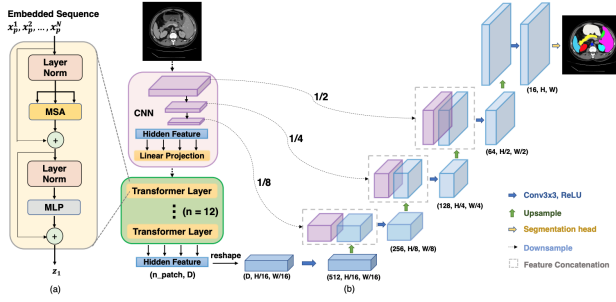 Embedded Sequence
x_p^1, x_p^2, ..., x_p^N
Layer
Norm
MSA
+
Layer
Norm
MLP
+
z_1
(a)
CNN
Hidden Feature
Linear Projection
Transformer Layer
(n = 12)
Transformer Layer
Hidden Feature
(n_patch, D)
reshape
(D, H/16, W/16)
(512, H/16, W/16)
(b)
1/2
1/4
1/8
(256, H/8, W/8)
(128, H/4, W/4)
(64, H/2, W/2)
(16, H, W)
Conv3x3, ReLU
Upsample
Segmentation head
Downsample
Feature Concatenation